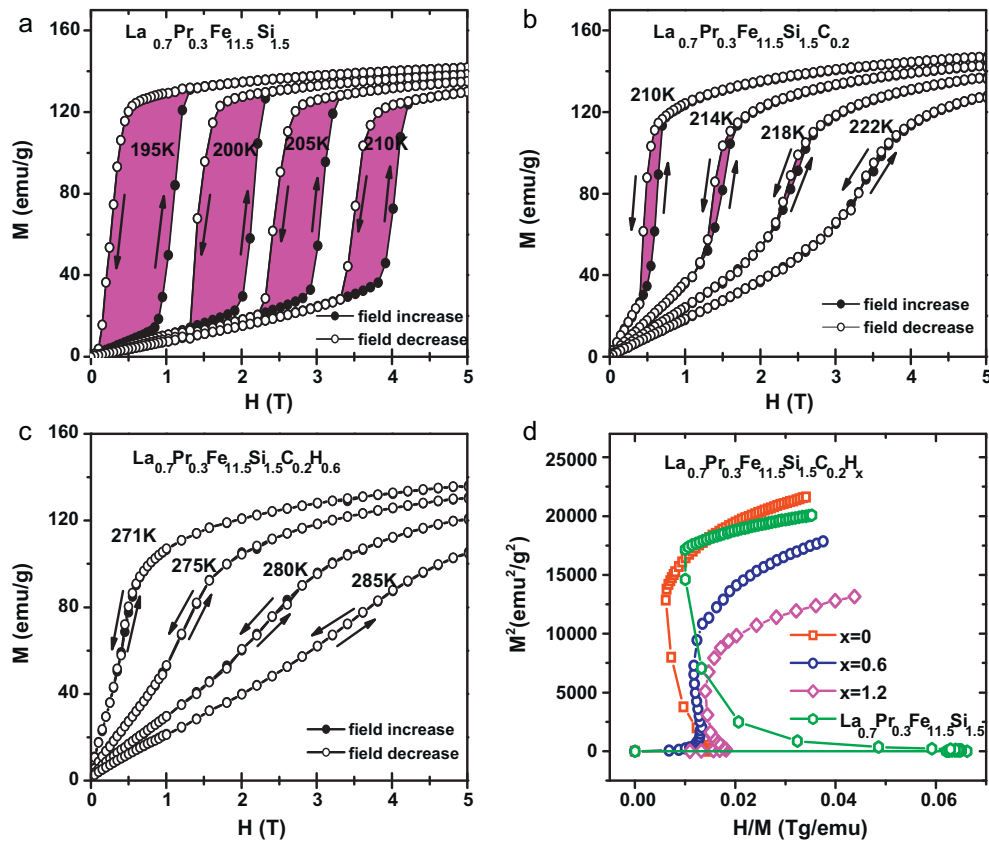 a
La0.7Pr0.3Fe11.5Si1.5
M (emu/g)
160
120
80
40
0
195K
200K
205K
210K
field increase
field decrease
0 1 2 3 4 5
H (T)
b
La0.7Pr0.3Fe11.5Si1.5C0.2
M (emu/g)
160
120
80
40
0
210K
214K
218K
222K
field increase
field decrease
0 1 2 3 4 5
H (T)
c
La0.7Pr0.3Fe11.5Si1.5C0.2H0.6
M (emu/g)
160
120
80
40
0
271K
275K
280K
285K
field increase
field decrease
0 1 2 3 4 5
H (T)
d
La0.7Pr0.3Fe11.5Si1.5C0.2Hx
M²(emu²/g²)
25000
20000
15000
10000
5000
0
x=0
x=0.6
x=1.2
La0.7Pr0.3Fe11.5Si1.5
0.00 0.02 0.04 0.06
H/M (Tg/emu)